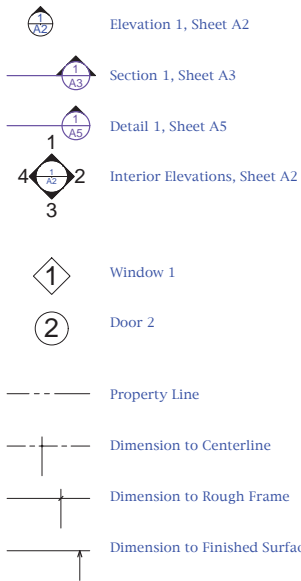 1
A2
Elevation 1, Sheet A2
1
A3
Section 1, Sheet A3
1
A5
Detail 1, Sheet A5
1
4
1
A2
2
Interior Elevations, Sheet A2
3
1
Window 1
2
Door 2
Property Line
Dimension to Centerline
Dimension to Rough Frame
Dimension to Finished Surfac